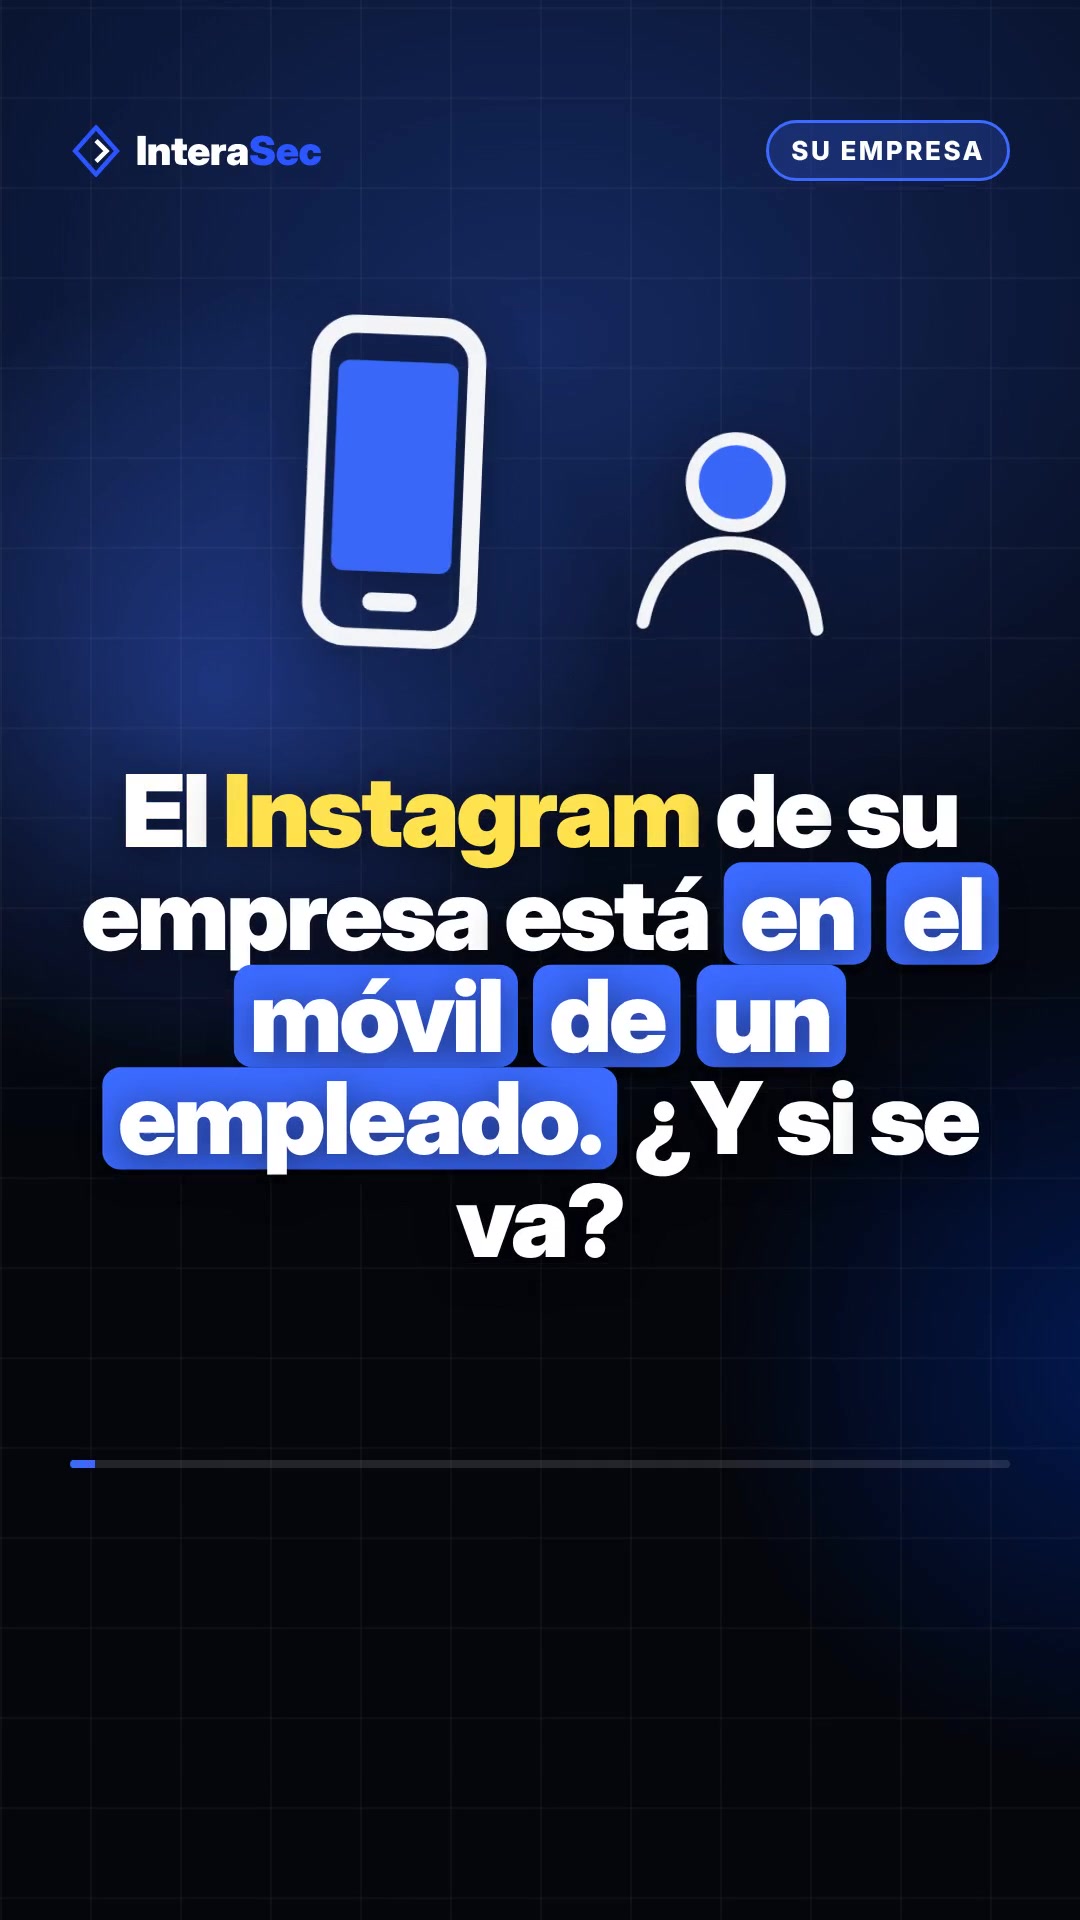 InteraSec
SU EMPRESA
El Instagram de su
empresa está en el
móvil de un
empleado. ¿Y si se
va?